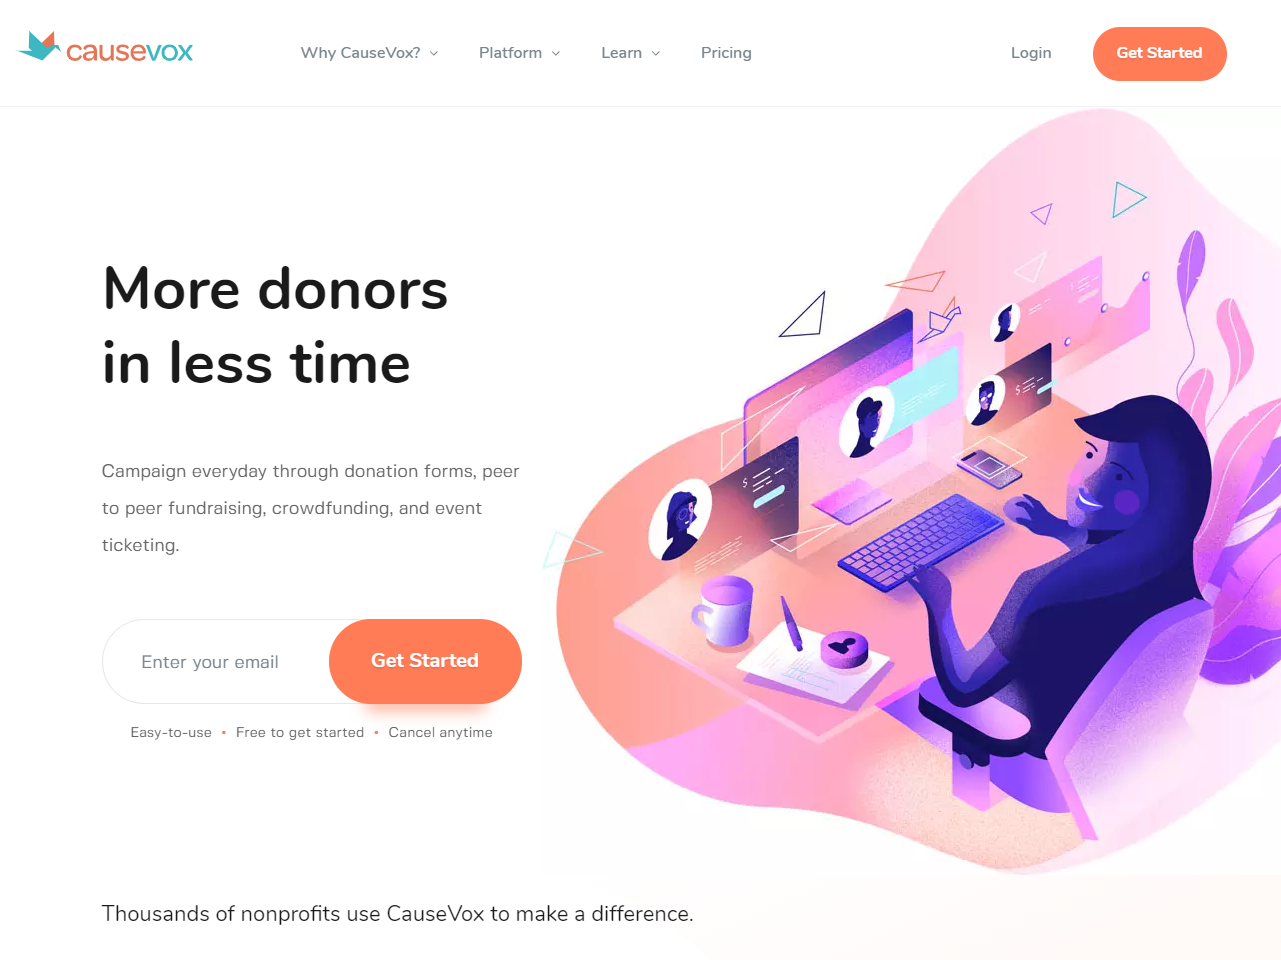 causevox
Why CauseVox?
Platform
Learn
Pricing
Login
Get Started
More donors
in less time
Campaign everyday through donation forms, peer
to peer fundraising, crowdfunding, and event
ticketing.
Enter your email
Get Started
Easy-to-use • Free to get started • Cancel anytime
Thousands of nonprofits use CauseVox to make a difference.
$
$
$